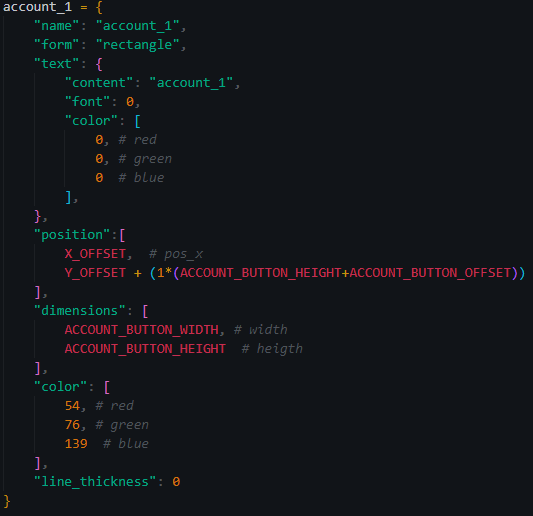 account_1 = {
    "name": "account_1",
    "form": "rectangle",
    "text": {
        "content": "account_1",
        "font": 0,
        "color": [
            0, # red
            0, # green
            0  # blue
        ],
    },
    "position":[
        X_OFFSET,  # pos_x
        Y_OFFSET + (1*(ACCOUNT_BUTTON_HEIGHT+ACCOUNT_BUTTON_OFFSET))
    ],
    "dimensions": [
        ACCOUNT_BUTTON_WIDTH, # width
        ACCOUNT_BUTTON_HEIGHT  # heigth
    ],
    "color": [
        54, # red
        76, # green
        139  # blue
    ],
    "line_thickness": 0
}